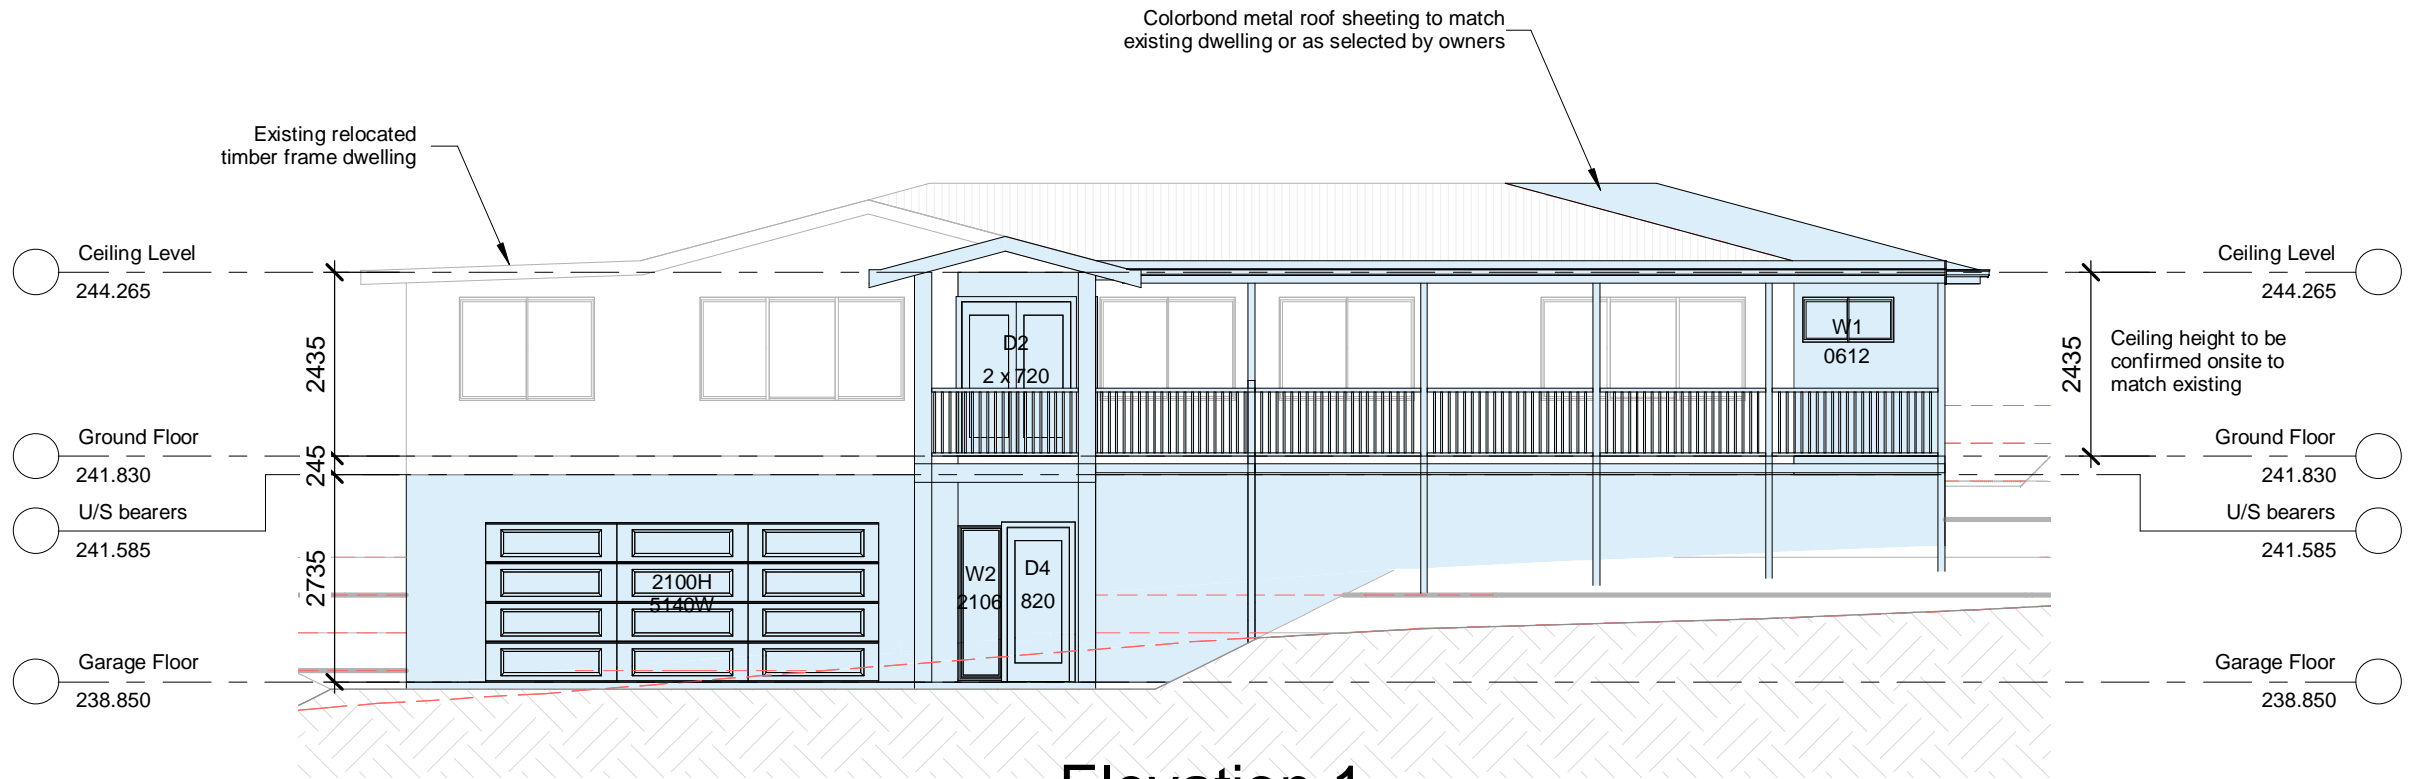 Colorbond metal roof sheeting to match
existing dwelling or as selected by owners
Existing relocated
timber frame dwelling
Ceiling Level
244.265
Ceiling Level
244.265
2435
2435
Ceiling height to be
confirmed onsite to
match existing
D2
2 x 720
W1
0612
Ground Floor
241.830
Ground Floor
241.830
245
U/S bearers
241.585
U/S bearers
241.585
2735
2100H
5140W
W2
2106
D4
820
Garage Floor
238.850
Garage Floor
238.850
Elevation 1